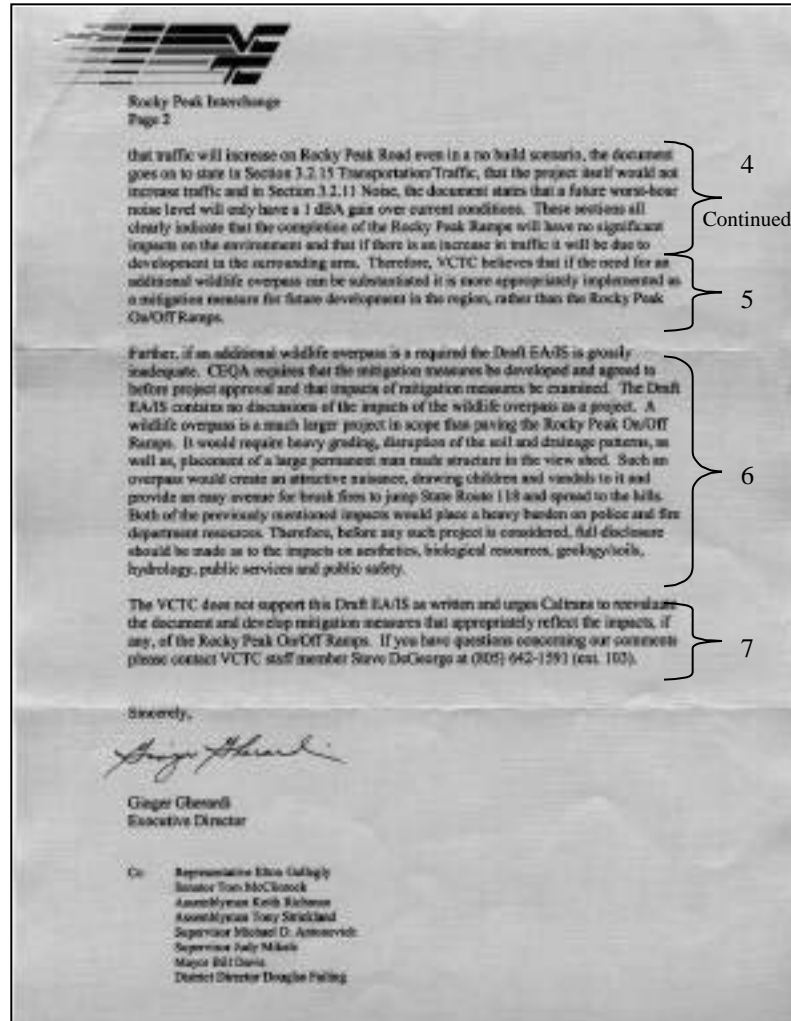 Rocky Peak Interchange
Page 2
that traffic will increase on Rocky Peak Road even in a no build scenario, the document
goes on to state in Section 3.2.15 Transportation/Traffic, that the project itself would not
increase traffic and in Section 3.2.11 Noise, the document states that a future worst-hour
noise level will only have a 1 dBA gain over current conditions. These sections all
clearly indicate that the completion of the Rocky Peak Ramps will have no significant
impacts on the environment and that if there is an increase in traffic it will be due to
development in the surrounding area. Therefore, VCTC believes that if the need for an
additional wildlife overpass can be substantiated it is more appropriately implemented as
a mitigation measure for future development in the region, rather than the Rocky Peak
On/Off Ramps.
4
Continued
5
Further, if an additional wildlife overpass is a required the Draft EA/IS is grossly
inadequate. CEQA requires that the mitigation measures be developed and agreed to
before project approval and that impacts of mitigation measures be examined. The Draft
EA/IS contains no discussions of the impacts of the wildlife overpass as a project. A
wildlife overpass is a much larger project in scope than paving the Rocky Peak On/Off
Ramps. It would require heavy grading, disruption of the soil and drainage patterns, as
well as, placement of a large permanent man made structure in the view shed. Such an
overpass would create an attractive nuisance, drawing children and vandals to it and
provide an easy avenue for brush fires to jump State Route 118 and spread to the hills.
Both of the previously mentioned impacts would place a heavy burden on police and fire
department resources. Therefore, before any such project is considered, full disclosure
should be made as to the impacts on aesthetics, biological resources, geology/soils,
hydrology, public services and public safety.
6
The VCTC does not support this Draft EA/IS as written and urges Caltrans to reevaluate
the document and develop mitigation measures that appropriately reflect the impacts, if
any, of the Rocky Peak On/Off Ramps. If you have questions concerning our comments
please contact VCTC staff member Steve DeGeorge at (805) 642-1591 (ext. 103).
7
Sincerely,
Ginger Gherardi
Ginger Gherardi
Executive Director
Cc: Representative Elton Gallegly
Senator Tom McClintock
Assemblyman Keith Richman
Assemblyman Tony Strickland
Supervisor Michael D. Antonovich
Supervisor Judy Mikels
Mayor Bill Davis
District Director Douglas Failing